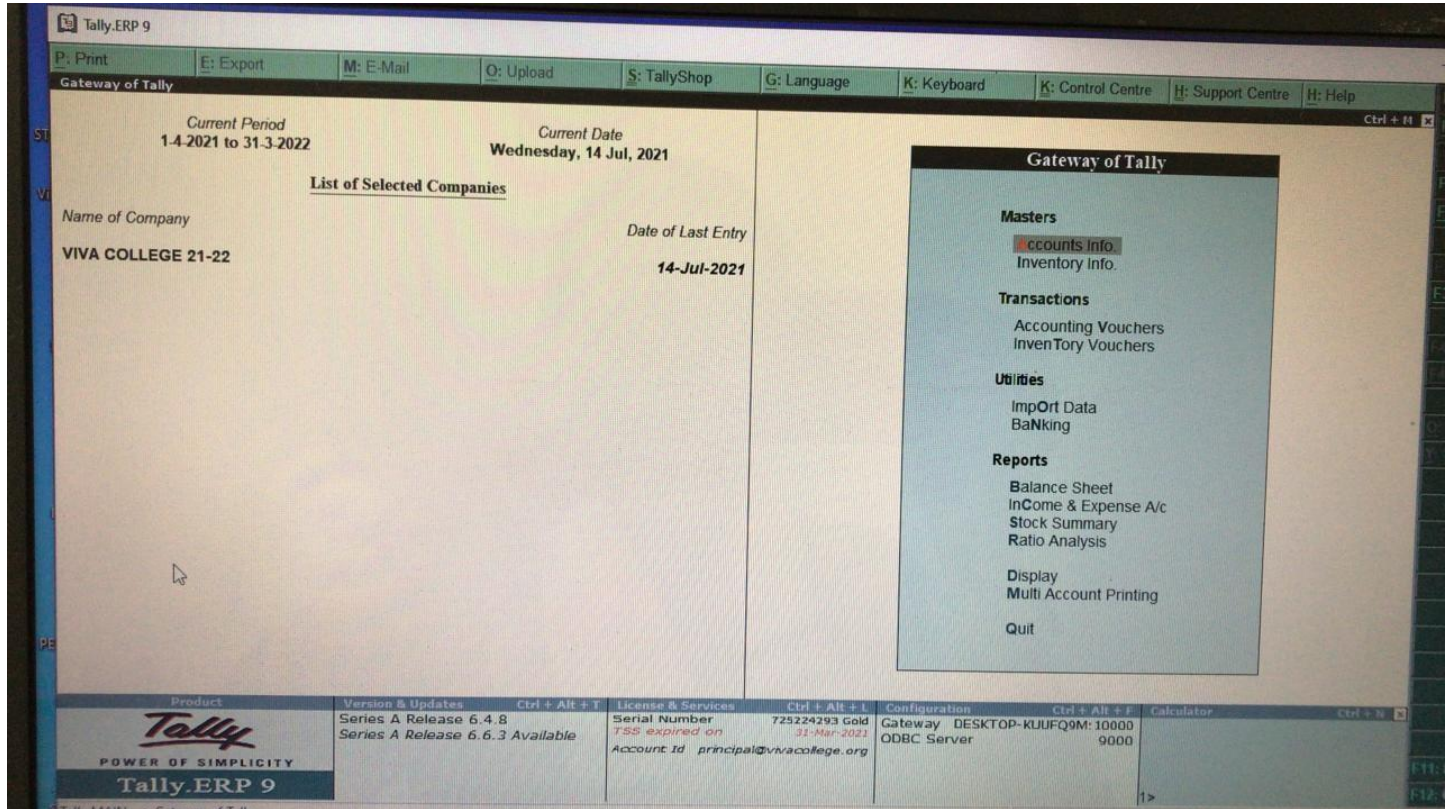 Tally.ERP 9
P: Print E: Export M: E-Mail O: Upload S: TallyShop G: Language K: Keyboard K: Control Centre H: Support Centre H: Help
Gateway of Tally Ctrl + M
Current Period
1-4-2021 to 31-3-2022
Current Date
Wednesday, 14 Jul, 2021
List of Selected Companies
Name of Company
Date of Last Entry
VIVA COLLEGE 21-22
14-Jul-2021
Gateway of Tally
Masters
Accounts Info.
Inventory Info.
Transactions
Accounting Vouchers
InvenTory Vouchers
Utilities
ImpOrt Data
BaNking
Reports
Balance Sheet
InCome & Expense A/c
Stock Summary
Ratio Analysis
Display
Multi Account Printing
Quit
Product
Tally
POWER OF SIMPLICITY
Tally.ERP 9
Version & Updates Ctrl + Alt + T
Series A Release 6.4.8
Series A Release 6.6.3 Available
License & Services Ctrl + Alt + L
Serial Number 725224293 Gold
TSS expired on 31-Mar-2021
Account Id principal@vivacollege.org
Configuration Ctrl + Alt + F
Gateway DESKTOP-KUUFQ9M:10000
ODBC Server 9000
Calculator Ctrl + N
1>
F11:
F12: